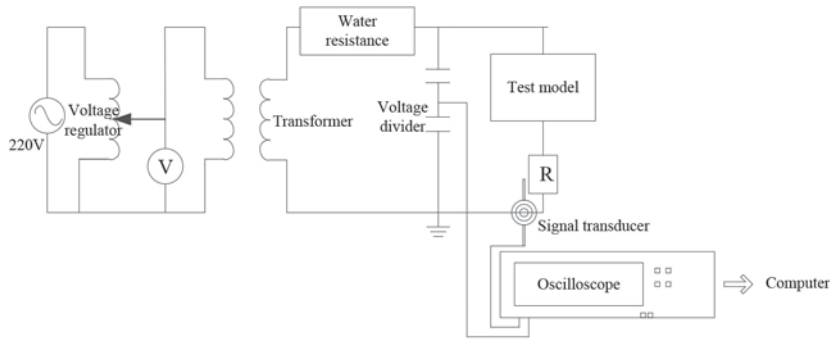 Water
resistance
Voltage
regulator
220V
V
Transformer
Voltage
divider
Test model
R
Signal transducer
Oscilloscope
Computer